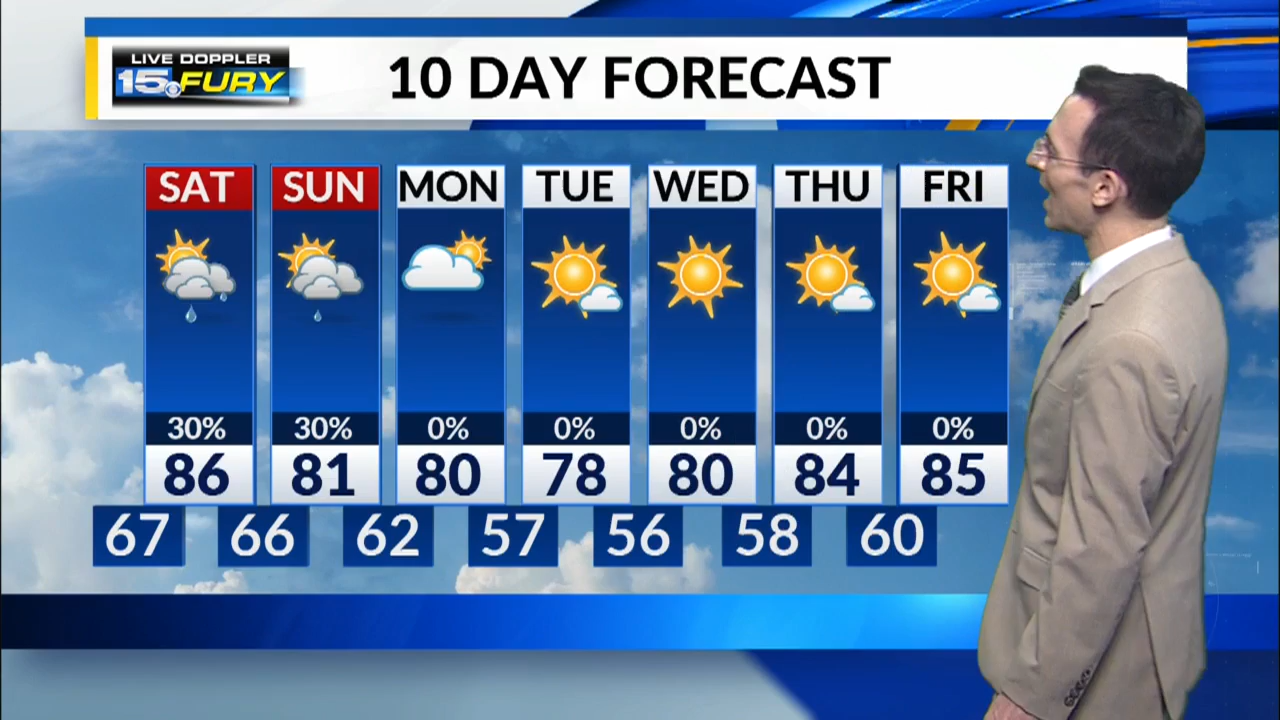 LIVE DOPPLER
15 FURY
10 DAY FORECAST
SAT SUN MON TUE WED THU FRI
30% 30% 0% 0% 0% 0% 0%
86 81 80 78 80 84 85
67 66 62 57 56 58 60